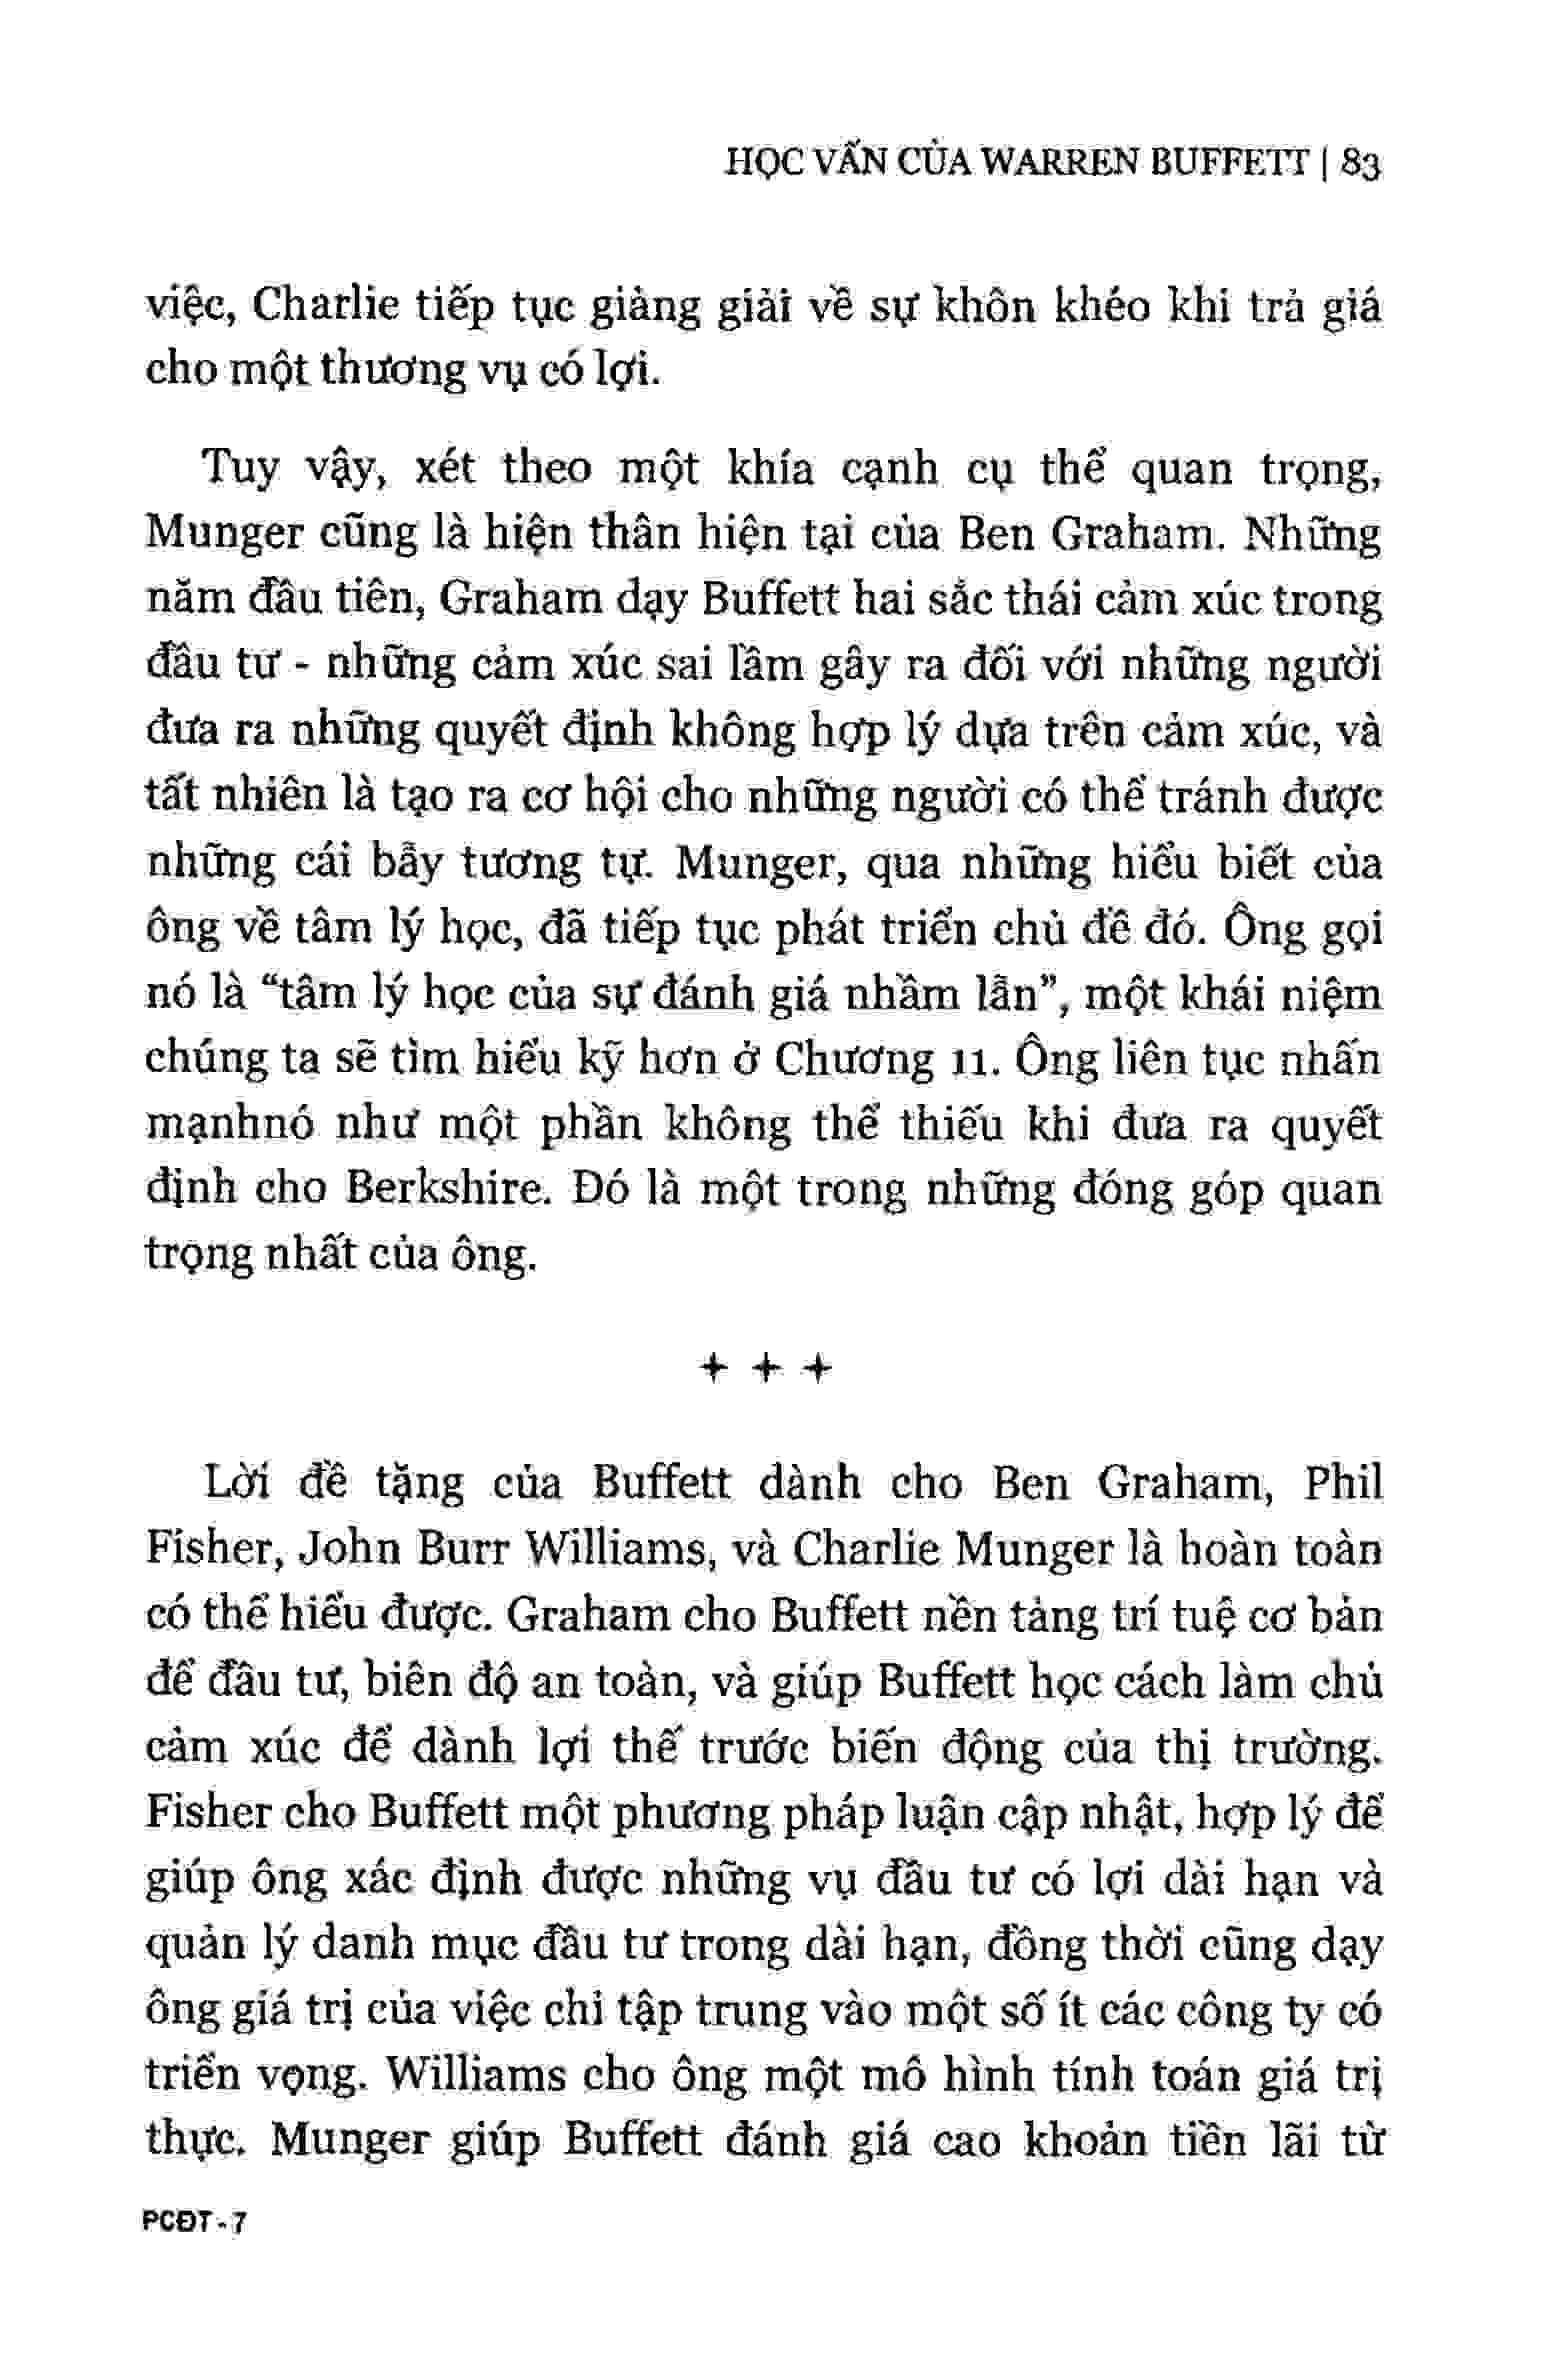 HỌC VẤN CỦA WARREN BUFFETT | 83
việc, Charlie tiếp tục giảng giải về sự khôn khéo khi trả giá
cho một thương vụ có lợi.
Tuy vậy, xét theo một khía cạnh cụ thể quan trọng,
Munger cũng là hiện thân hiện tại của Ben Graham. Những
năm đầu tiên, Graham dạy Buffett hai sắc thái cảm xúc trong
đầu tư - những cảm xúc sai lầm gây ra đối với những người
đưa ra những quyết định không hợp lý dựa trên cảm xúc, và
tất nhiên là tạo ra cơ hội cho những người có thể tránh được
những cái bẫy tương tự. Munger, qua những hiểu biết của
ông về tâm lý học, đã tiếp tục phát triển chủ đề đó. Ông gọi
nó là “tâm lý học của sự đánh giá nhầm lẫn”, một khái niệm
chúng ta sẽ tìm hiểu kỹ hơn ở Chương 11. Ông liên tục nhấn
mạnhnó như một phần không thể thiếu khi đưa ra quyết
định cho Berkshire. Đó là một trong những đóng góp quan
trọng nhất của ông.
+ + +
Lời đề tặng của Buffett dành cho Ben Graham, Phil
Fisher, John Burr Williams, và Charlie Munger là hoàn toàn
có thể hiểu được. Graham cho Buffett nền tảng trí tuệ cơ bản
để đầu tư, biên độ an toàn, và giúp Buffett học cách làm chủ
cảm xúc để dành lợi thế trước biến động của thị trường.
Fisher cho Buffett một phương pháp luận cập nhật, hợp lý để
giúp ông xác định được những vụ đầu tư có lợi dài hạn và
quản lý danh mục đầu tư trong dài hạn, đồng thời cũng dạy
ông giá trị của việc chỉ tập trung vào một số ít các công ty có
triển vọng. Williams cho ông một mô hình tính toán giá trị
thực. Munger giúp Buffett đánh giá cao khoản tiền lãi từ
PCĐT - 7